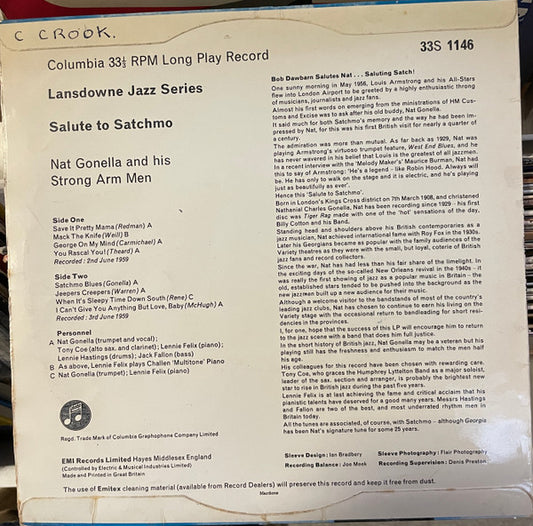 C CROOK.
Columbia 33⅓ RPM Long Play Record
33S 1146
Lansdowne Jazz Series
Salute to Satchmo
Nat Gonella and his
Strong Arm Men
Side One
Save It Pretty Mama (Redman) A
Mack The Knife (Weill) B
George On My Mind (Carmichael) A
You Rascal You! (Theard) A
Recorded : 2nd June 1959
Side Two
Satchmo Blues (Gonella) A
Jeepers Creepers (Warren) A
When It's Sleepy Time Down South (Rene) C
I Can't Give You Anything But Love, Baby (McHugh) A
Recorded : 3rd June 1959
Personnel
A Nat Gonella (trumpet and vocal);
Tony Coe (alto sax. and clarinet); Lennie Felix (piano);
Lennie Hastings (drums); Jack Fallon (bass)
B As above, Lennie Felix plays Challen 'Multitone' Piano
C Nat Gonella (trumpet); Lennie Felix (piano)
Regd. Trade Mark of Columbia Graphophone Company Limited
EMI Records Limited Hayes Middlesex England
(Controlled by Electric & Musical Industries Limited)
Made and Printed in Great Britain
Bob Dawbarn Salutes Nat . . . Saluting Satch!
One sunny morning in May 1956, Louis Armstrong and his All-Stars
flew into London Airport to be greeted by a highly enthusiastic throng
of musicians, journalists and jazz fans.
Almost his first words on emerging from the ministrations of HM Cus-
toms and Excise was to ask after his old buddy, Nat Gonella.
It said much for both Satchmo's memory and the way he had been im-
pressed by Nat, for this was his first British visit for nearly a quarter of
a century.
The admiration was more than mutual. As far back as 1929, Nat was
playing Armstrong's virtuoso trumpet feature, West End Blues, and he
has never wavered in his belief that Louis is the greatest of all jazzmen.
In a recent interview with the 'Melody Maker's' Maurice Burman, Nat had
this to say of Armstrong: 'He's a legend – like Robin Hood. Always will
be. He has only to walk on the stage and it is electric, and he's playing
just as beautifully as ever'.
Hence this 'Salute to Satchmo'.
Born in London's Kings Cross district on 7th March 1908, and christened
Nathanial Charles Gonella, Nat has been recording since 1929 – his first
disc was Tiger Rag made with one of the 'hot' sensations of the day,
Billy Cotton and his Band.
Standing head and shoulders above his British contemporaries as a
jazz musician, Nat achieved international fame with Roy Fox in the 1930s.
Later his Georgians became as popular with the family audiences of the
Variety theatres as they were with the small, but loyal, coterie of British
jazz fans and record collectors.
Since the war, Nat has had less than his fair share of the limelight. In
the exciting days of the so-called New Orleans revival in the 1940s – it
was really the first showing of jazz as a popular music in Britain – the
old, established stars tended to be pushed into the background as the
new jazzmen built up a new audience for their music.
Although a welcome visitor to the bandstands of most of the country's
leading jazz clubs, Nat has chosen to continue to earn his living on the
Variety stage with the occasional return to bandleading for short resi-
dencies in the provinces.
I, for one, hope that the success of this LP will encourage him to return
to the jazz scene with a band that does him full justice.
In the short history of British jazz, Nat Gonella may be a veteran but his
playing still has the freshness and enthusiasm to match the men half
his age.
His colleagues for this record have been chosen with rewarding care.
Tony Coe, who graces the Humphrey Lyttelton Band as a major soloist,
leader of the sax. section and arranger, is probably the brightest new
star to rise in British jazz during the past five years.
Lennie Felix is at last achieving the fame and critical acclaim that his
pianistic talents have deserved for a good many years. Messrs Hastings
and Fallon are two of the best, and most underrated rhythm men in
Britain today.
All the tunes are associated, of course, with Satchmo – although Georgia
has been Nat's signature tune for some 25 years.
Sleeve Design : Ian Bradbery
Sleeve Photography : Flair Photography
Recording Balance : Joe Meek
Recording Supervision : Denis Preston
The use of Emitex cleaning material (available from Record Dealers) will preserve this record and keep it free from dust.